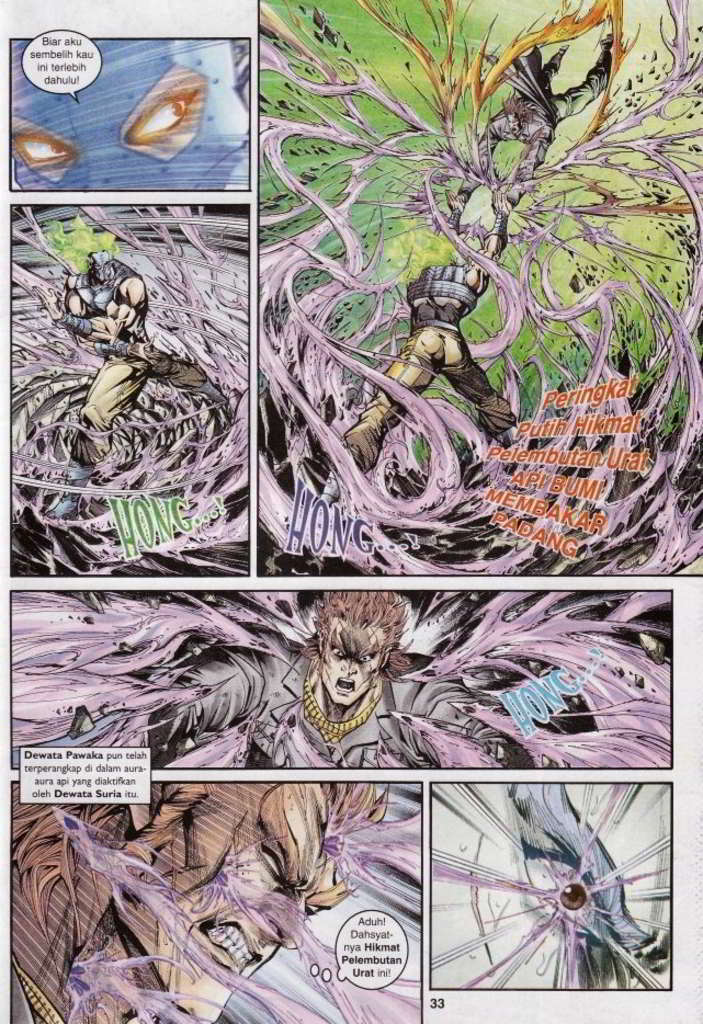 Biar aku
sembelih kau
ini terlebih
dahulu!
HONG...!
HONG...!
Peringkat
Putih Hikmat
Pelembutan Urat
API BUMI
MEMBAKAR
PADANG
HONG...!
Dewata Pawaka pun telah
terperangkap di dalam aura-
aura api yang diaktifkan
oleh Dewata Suria itu.
Aduh!
Dahsyat-
nya Hikmat
Pelembutan
Urat ini!
33